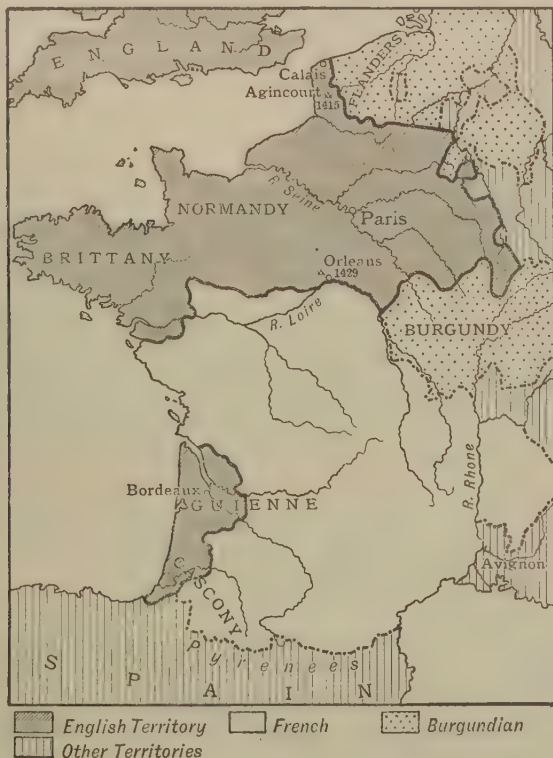 ENGLAND
FLANDERS
Calais
Agincourt
1415
R. Seine
NORMANDY
Paris
BRITTANY
Orleans
1429
R. Loire
BURGUNDY
Bordeaux
GUIENNE
R. Rhone
Avignon
GASCONY
Pyrenees
SPAIN
English Territory
French
Burgundian
Other Territories